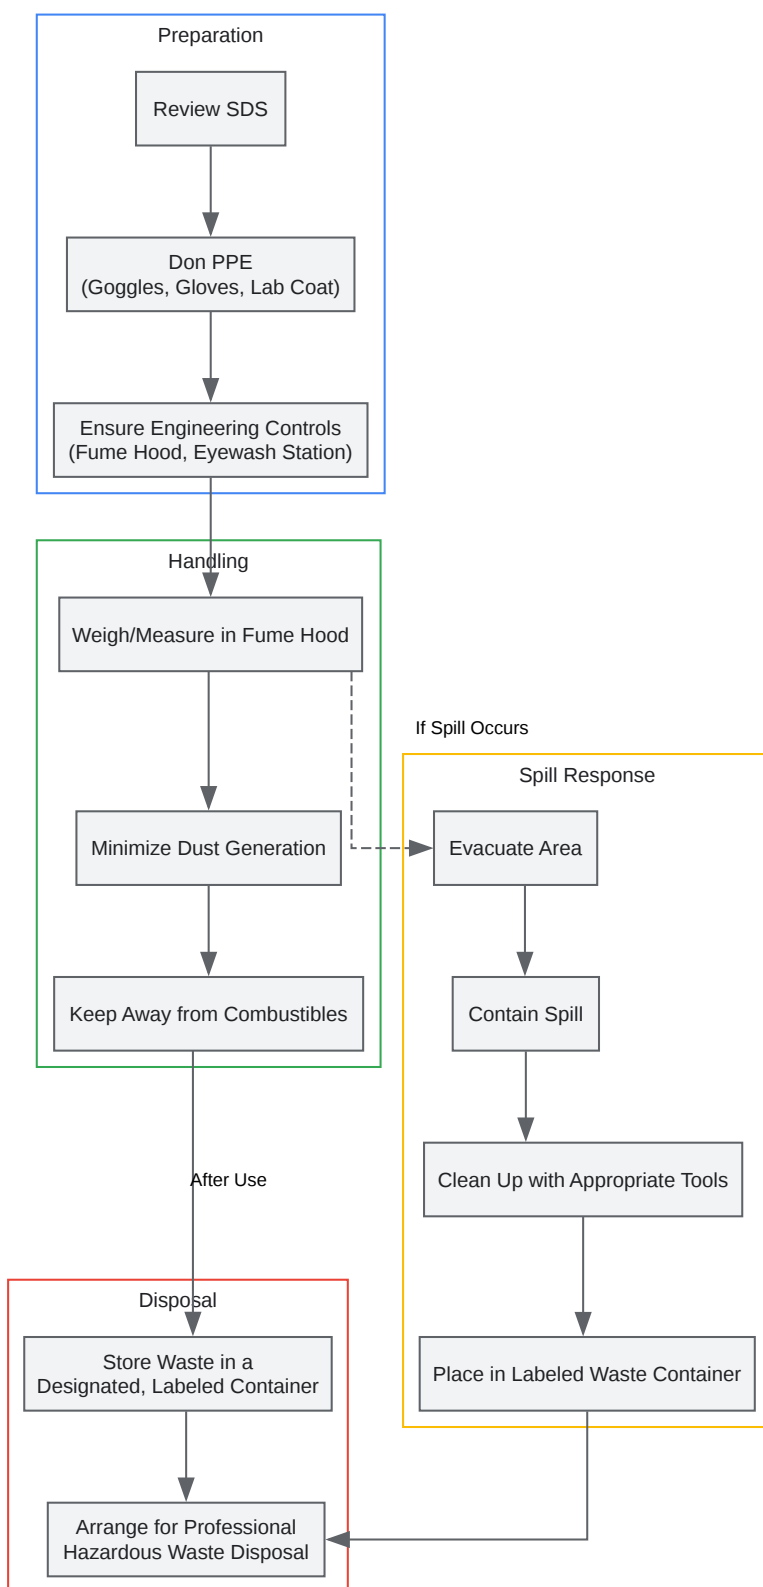 Preparation
Review SDS
Don PPE
(Goggles, Gloves, Lab Coat)
Ensure Engineering Controls
(Fume Hood, Eyewash Station)
Handling
Weigh/Measure in Fume Hood
If Spill Occurs
Spill Response
Minimize Dust Generation
Evacuate Area
Keep Away from Combustibles
Contain Spill
After Use
Clean Up with Appropriate Tools
Disposal
Store Waste in a
Designated, Labeled Container
Place in Labeled Waste Container
Arrange for Professional
Hazardous Waste Disposal